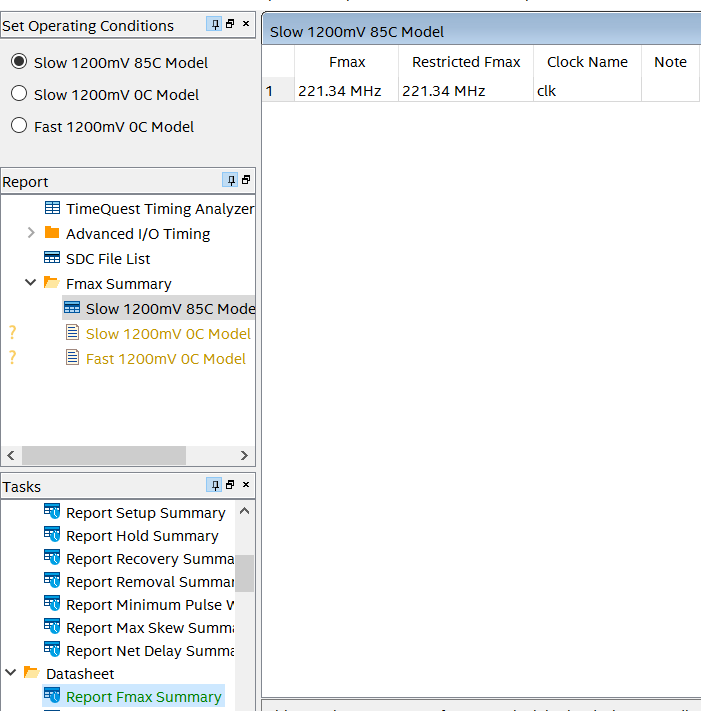 Set Operating Conditions
Slow 1200mV 85C Model
Slow 1200mV 0C Model
Fast 1200mV 0C Model
Report
TimeQuest Timing Analyzer
Advanced I/O Timing
SDC File List
Fmax Summary
Slow 1200mV 85C Mode
? Slow 1200mV 0C Model
? Fast 1200mV 0C Model
Tasks
Report Setup Summary
Report Hold Summary
Report Recovery Summa
Report Removal Summar
Report Minimum Pulse W
Report Max Skew Summa
Report Net Delay Summa
Datasheet
Report Fmax Summary
Slow 1200mV 85C Model
Fmax Restricted Fmax Clock Name Note
1 221.34 MHz 221.34 MHz clk